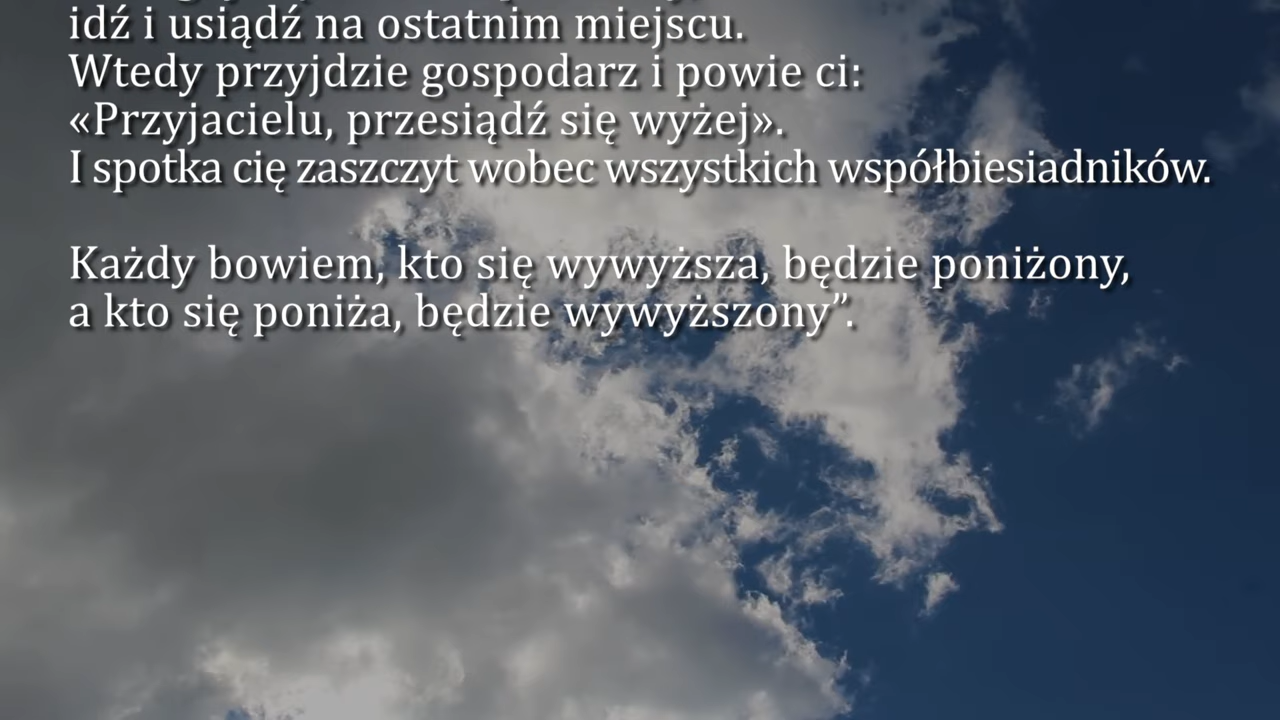 idź i usiądź na ostatnim miejscu.
Wtedy przyjdzie gospodarz i powie ci:
«Przyjacielu, przesiądź się wyżej».
I spotka cię zaszczyt wobec wszystkich współbiesiadników.
Każdy bowiem, kto się wywyższa, będzie poniżony,
a kto się poniża, będzie wywyższony”.